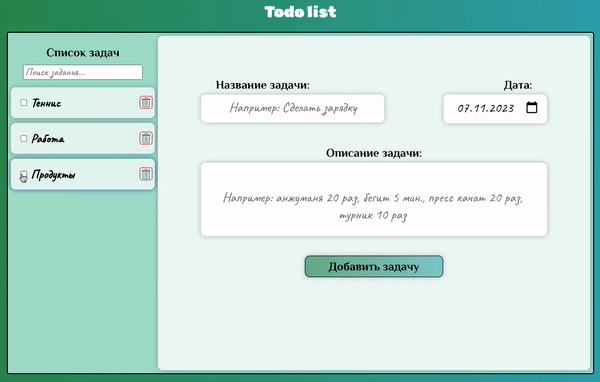 Todo list
Список задач
Поиск задания...
Теннис
Работа
Продукты
Название задачи:
Дата:
Например: Сделать зарядку
07.11.2023
Описание задачи:
Например: анжуманя 20 раз, бегит 5 мин., пресс качат 20 раз,
турник 10 раз
Добавить задачу